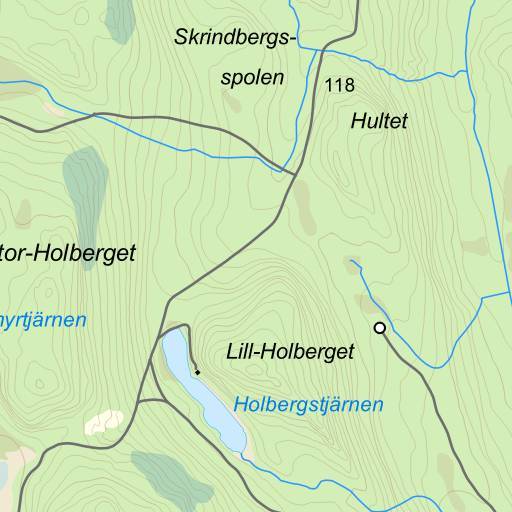 Skrindbergs-
spolen
118
Hultet
tor-Holberget
myrtjärnen
Lill-Holberget
Holbergstjärnen